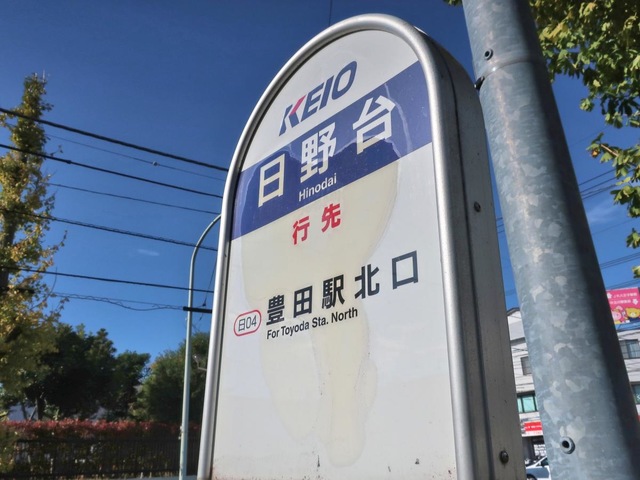 KEIO
日野台
Hinodai
行先
日04 豊田駅北口
For Toyoda Sta. North